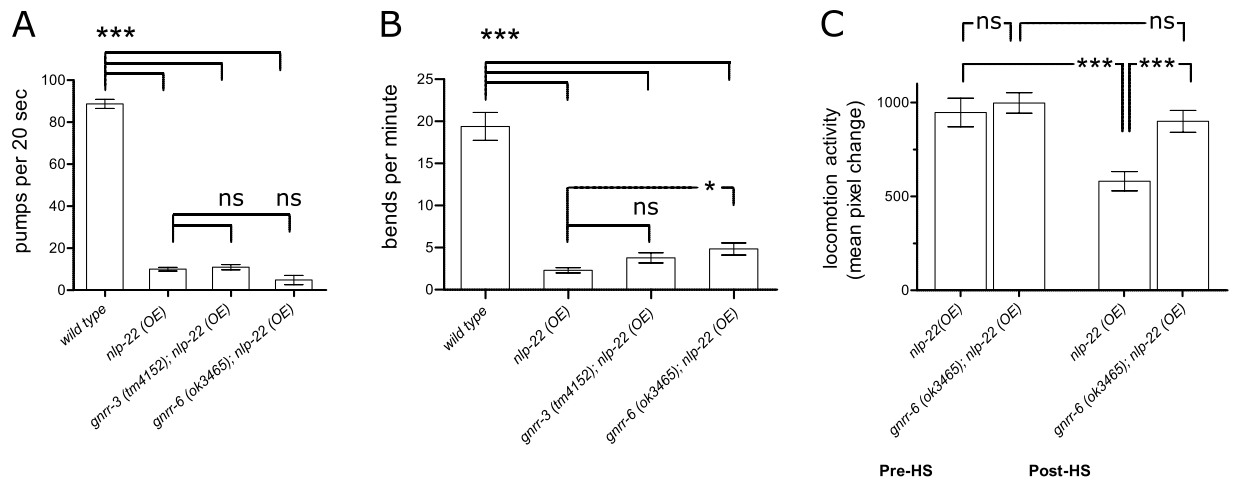 A
***
pumps per 20 sec
100
80
60
40
20
0
ns
ns
wild type
nlp-22 (OE)
gnrr-3 (tm4152); nlp-22 (OE)
gnrr-6 (ok3465); nlp-22 (OE)
B
***
bends per minute
25
20
15
10
5
0
*
ns
wild type
nlp-22 (OE)
gnrr-3 (tm4152); nlp-22 (OE)
gnrr-6 (ok3465); nlp-22 (OE)
C
ns
ns
***
***
locomotion activity
(mean pixel change)
1000
500
0
nlp-22(OE)
gnrr-6 (ok3465); nlp-22 (OE)
nlp-22 (OE)
gnrr-6 (ok3465); nlp-22 (OE)
Pre-HS
Post-HS